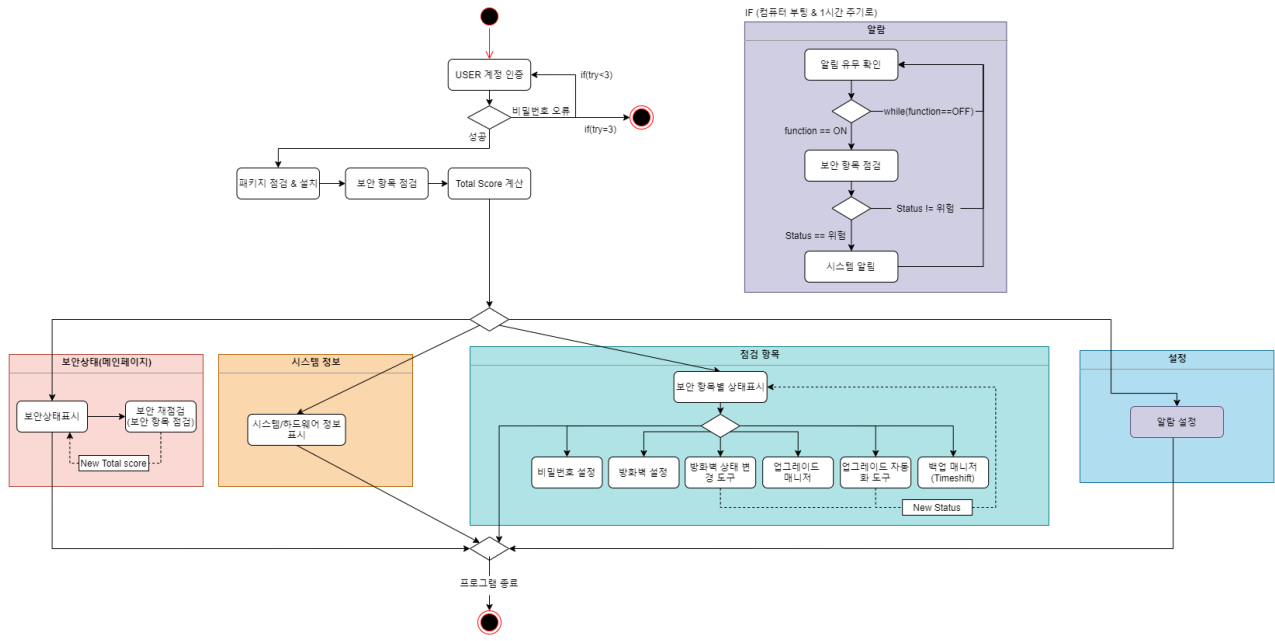 IF (컴퓨터 부팅 & 1시간 주기로)
알람
USER 계정 인증
if(try<3)
비밀번호 오류
if(try=3)
성공
패키지 점검 & 설치
보안 항목 점검
Total Score 계산
알림 유무 확인
while(function==OFF)
function == ON
보안 항목 점검
Status != 위험
Status == 위험
시스템 알림
보안상태(메인페이지)
보안상태표시
보안 재점검
(보안 항목 점검)
New Total score
시스템 정보
시스템/하드웨어 정보
표시
점검 항목
보안 항목별 상태표시
비밀번호 설정
방화벽 설정
방화벽 상태 변
경 도구
업그레이드
매니저
업그레이드 자동
화 도구
백업 매니저
(Timeshift)
New Status
설정
알람 설정
프로그램 종료